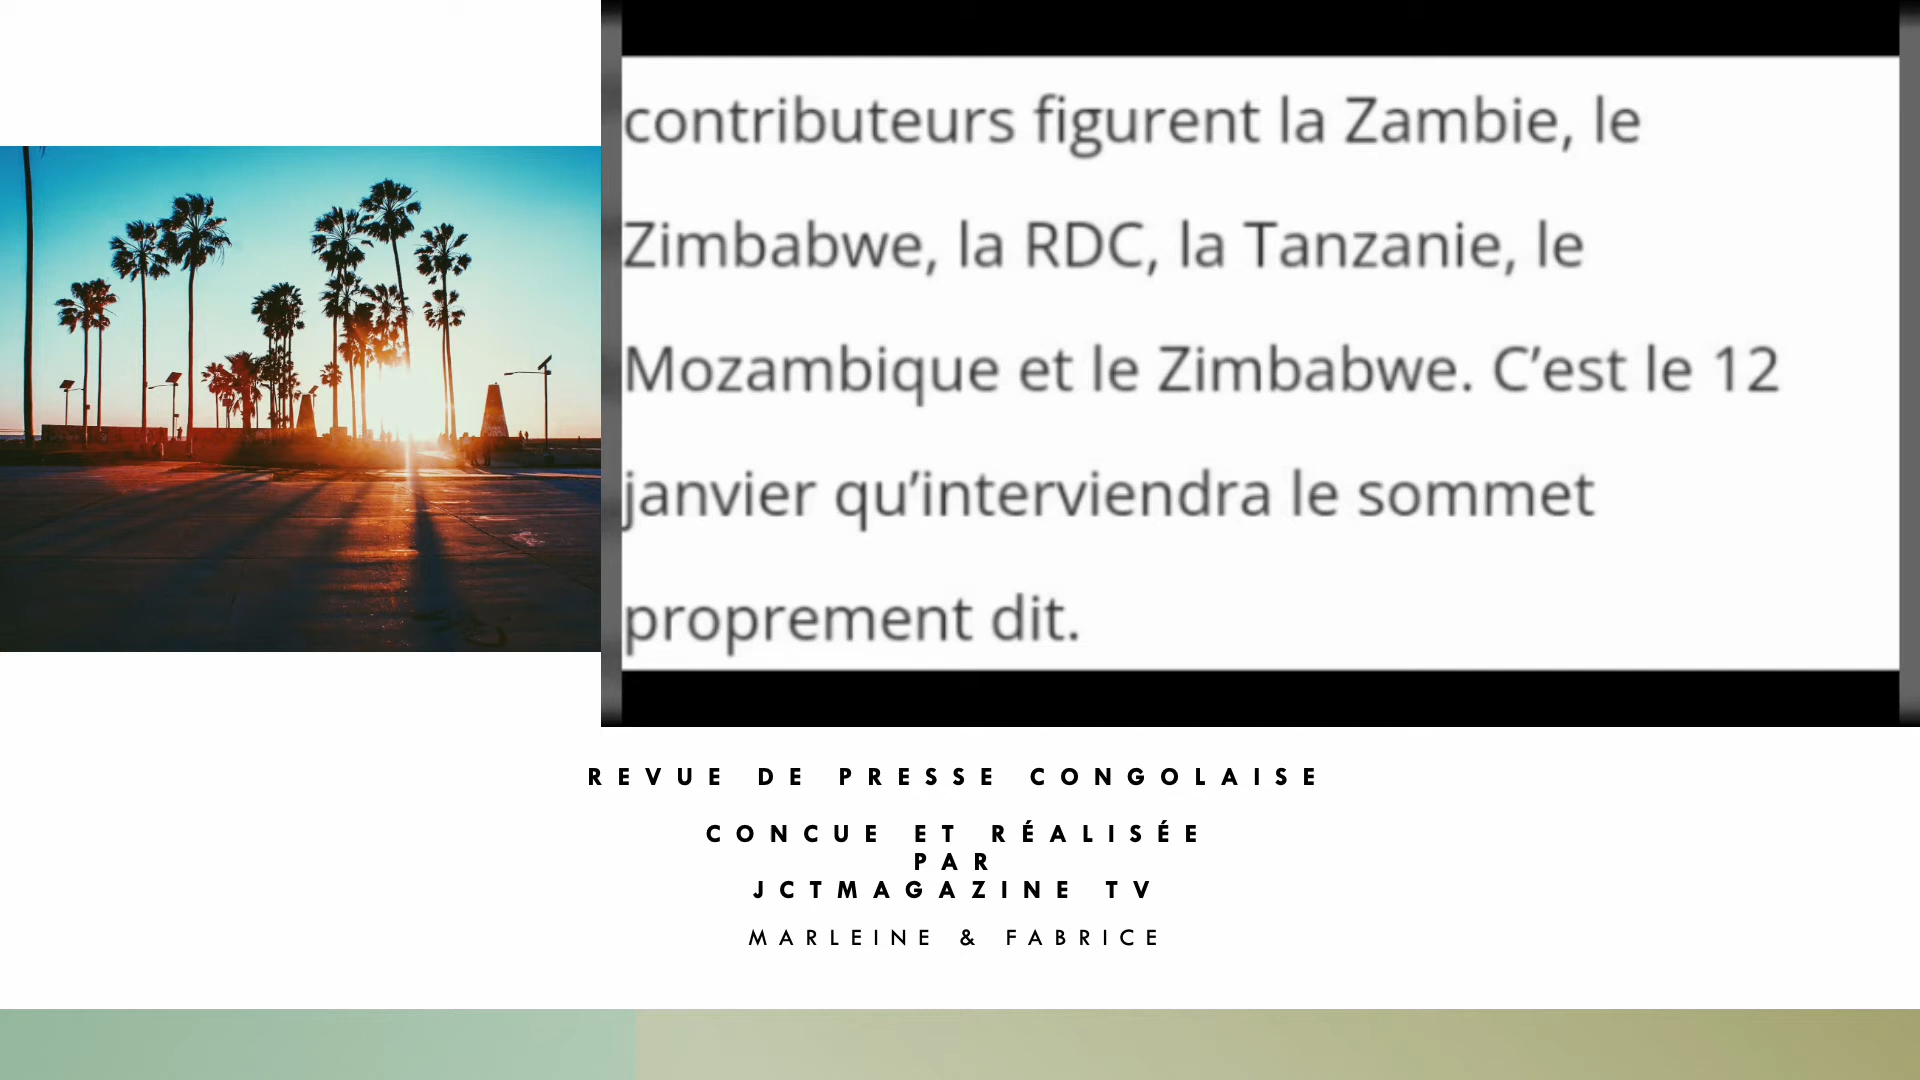 contributeurs figurent la Zambie, le
Zimbabwe, la RDC, la Tanzanie, le
Mozambique et le Zimbabwe. C’est le 12
janvier qu’interviendra le sommet
proprement dit.
REVUE DE PRESSE CONGOLAISE
CONCUE ET RÉALISÉE
PAR
JCTMAGAZINE TV
MARLEINE & FABRICE